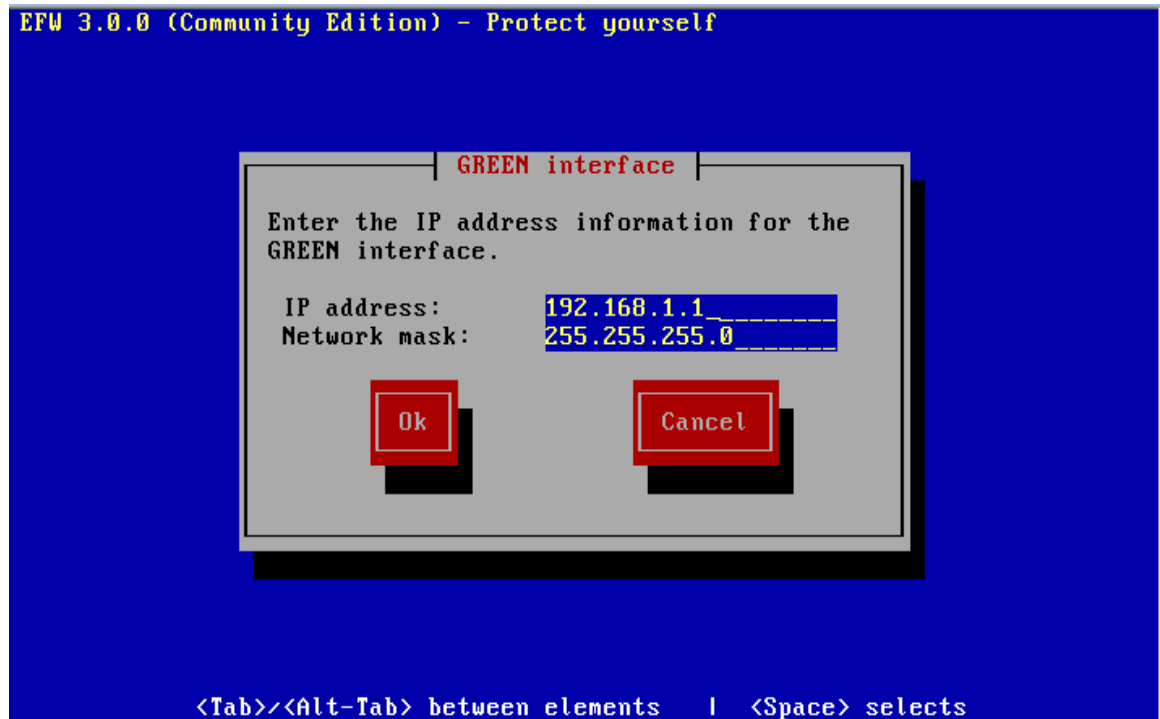 EFW 3.0.0 (Community Edition) - Protect yourself
GREEN interface
Enter the IP address information for the
GREEN interface.
IP address: 192.168.1.1_________
Network mask: 255.255.255.0_______
Ok Cancel
<Tab>/<Alt-Tab> between elements | <Space> selects